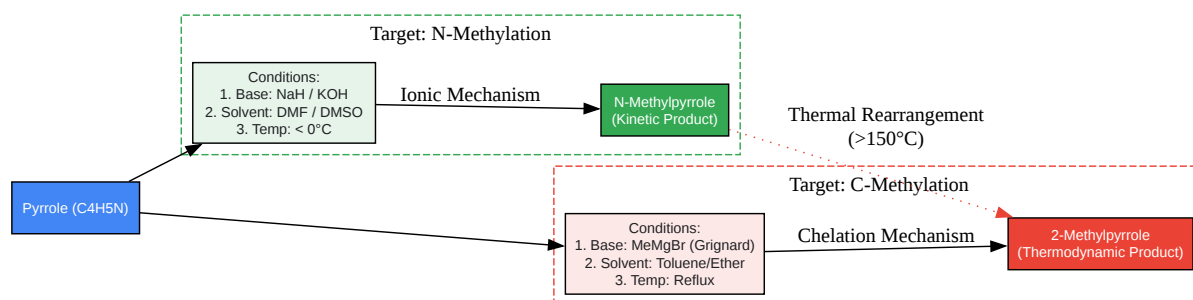 Target: N-Methylation
Conditions:
1. Base: NaH / KOH
2. Solvent: DMF / DMSO
3. Temp: < 0°C
Ionic Mechanism
N-Methylpyrrole
(Kinetic Product)
Thermal Rearrangement
(>150°C)
Pyrrole (C4H5N)
Target: C-Methylation
Conditions:
1. Base: MeMgBr (Grignard)
2. Solvent: Toluene/Ether
3. Temp: Reflux
Chelation Mechanism
2-Methylpyrrole
(Thermodynamic Product)